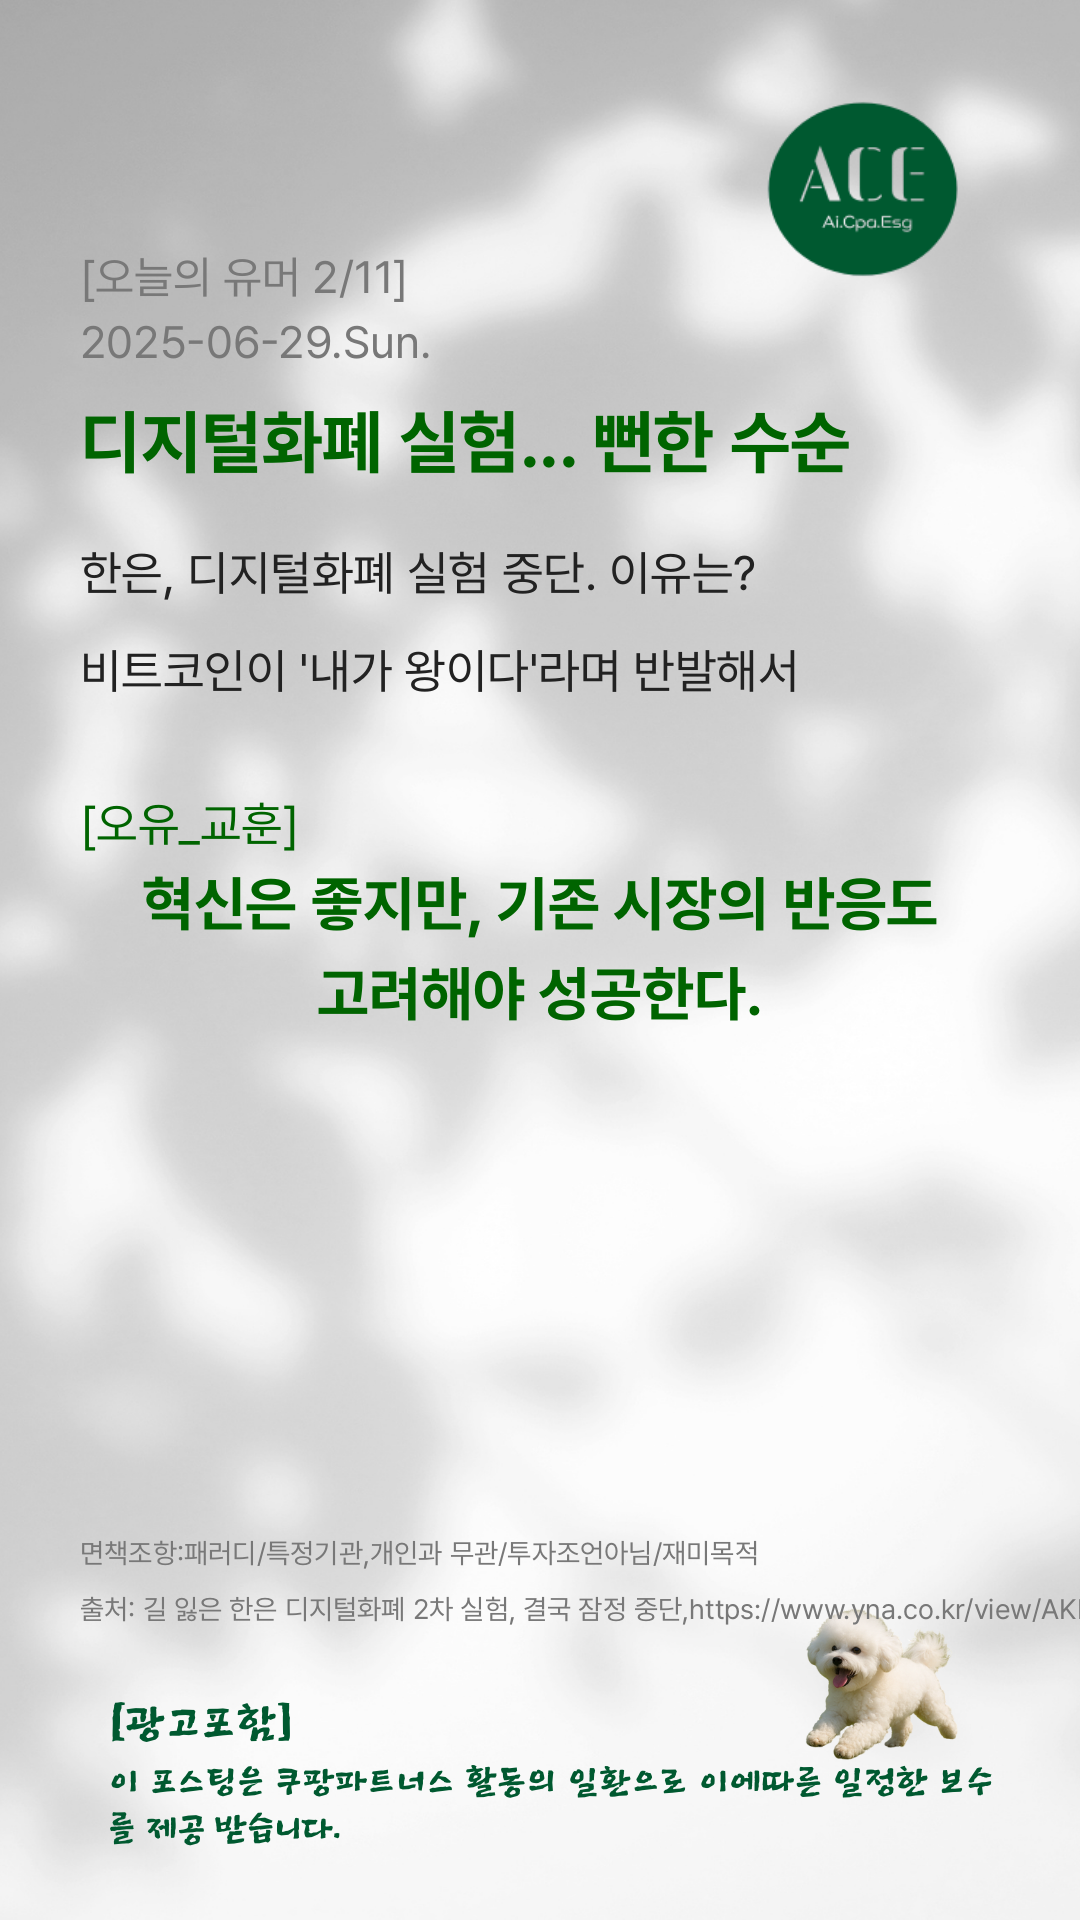 ACE
Ai.Cpa.Esg
[오늘의 유머 2/11]
2025-06-29.Sun.
디지털화폐 실험... 뻔한 수순
한은, 디지털화폐 실험 중단. 이유는?
비트코인이 '내가 왕이다'라며 반발해서
[오유_교훈]
혁신은 좋지만, 기존 시장의 반응도
고려해야 성공한다.
면책조항:패러디/특정기관,개인과 무관/투자조언아님/재미목적
출처: 길 잃은 한은 디지털화폐 2차 실험, 결국 잠정 중단,https://www.yna.co.kr/view/AK
[광고포함]
이 포스팅은 쿠팡파트너스 활동의 일환으로 이에따른 일정한 보수
를 제공 받습니다.